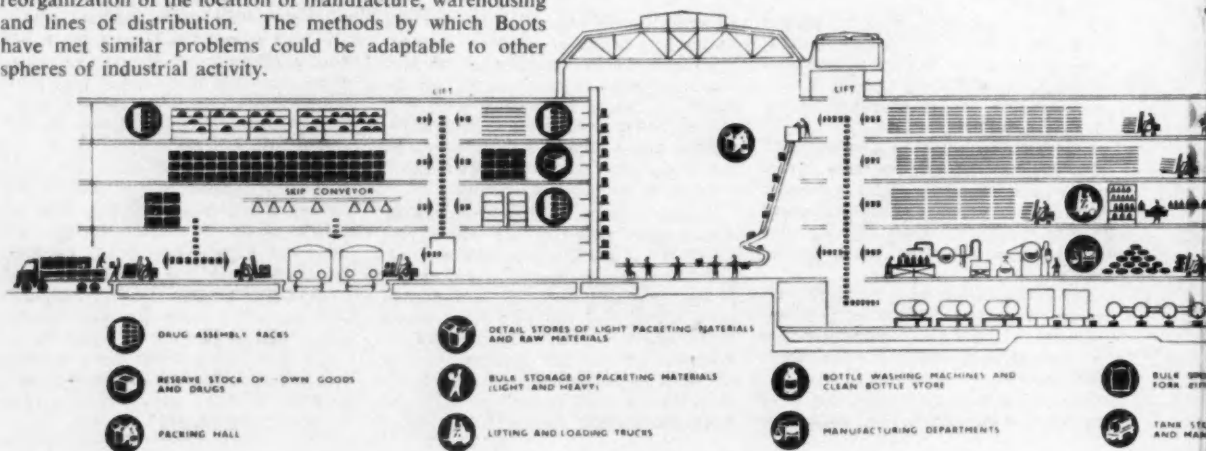 reorganization of the location of manufacture, warehousing
and lines of distribution. The methods by which Boots
have met similar problems could be adaptable to other
spheres of industrial activity.
LIFT
LIFT
SKIP CONVEYOR
DRUG ASSEMBLY RACKS
RESERVE STOCK OF OWN GOODS
AND DRUGS
PACKING HALL
DETAIL STORES OF LIGHT PACKETING MATERIALS
AND RAW MATERIALS
BULK STORAGE OF PACKETING MATERIALS
(LIGHT AND HEAVY)
LIFTING AND LOADING TRUCKS
BOTTLE WASHING MACHINES AND
CLEAN BOTTLE STORE
MANUFACTURING DEPARTMENTS
BULK
FORK
TANK
AND